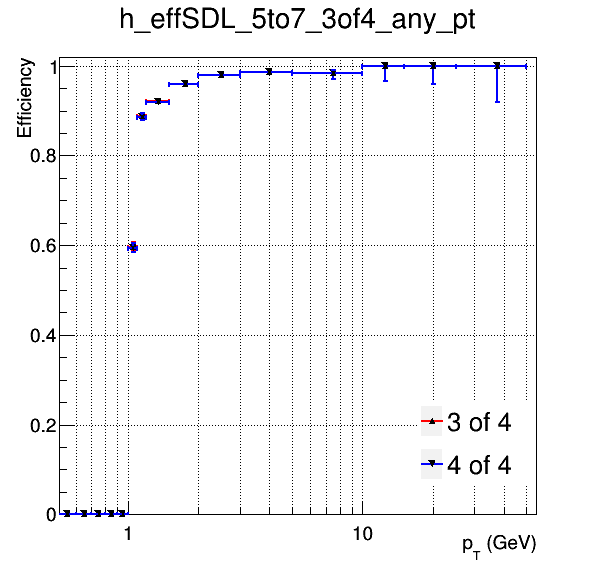 h_effSDL_5to7_3of4_any_pt
Efficiency
1
0.8
0.6
0.4
0.2
0
3 of 4
4 of 4
1
10
p_T (GeV)